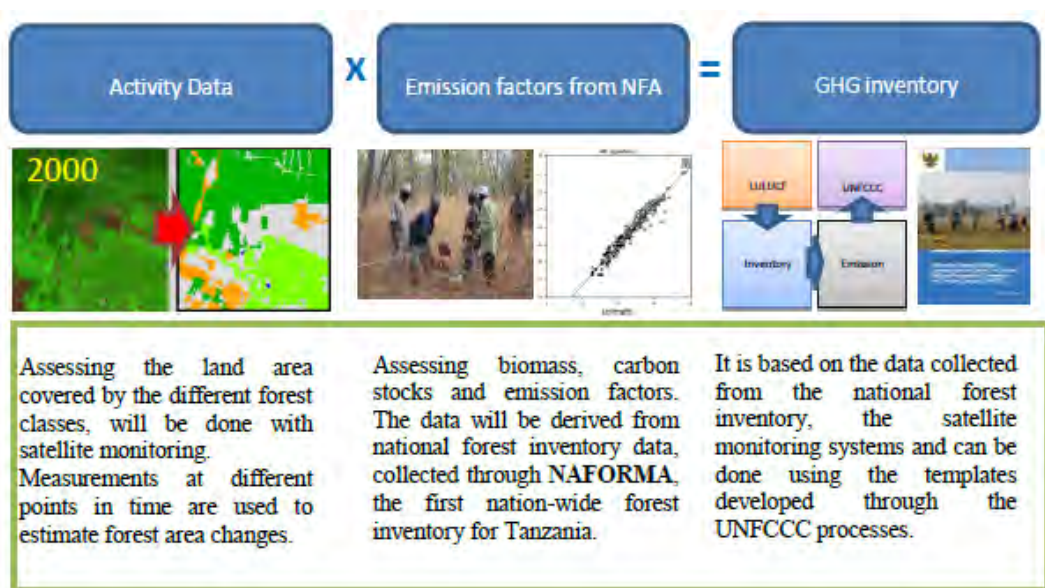 Activity Data
X
Emission factors from NFA
=
GHG inventory
2000
LULUCF
UNFCCC
Inventory
Emission
Assessing the land area
covered by the different forest
classes, will be done with
satellite monitoring.
Measurements at different
points in time are used to
estimate forest area changes.
Assessing biomass, carbon
stocks and emission factors.
The data will be derived from
national forest inventory data,
collected through NAFORMA,
the first nation-wide forest
inventory for Tanzania.
It is based on the data collected
from the national forest
inventory, the satellite
monitoring systems and can be
done using the templates
developed through the
UNFCCC processes.